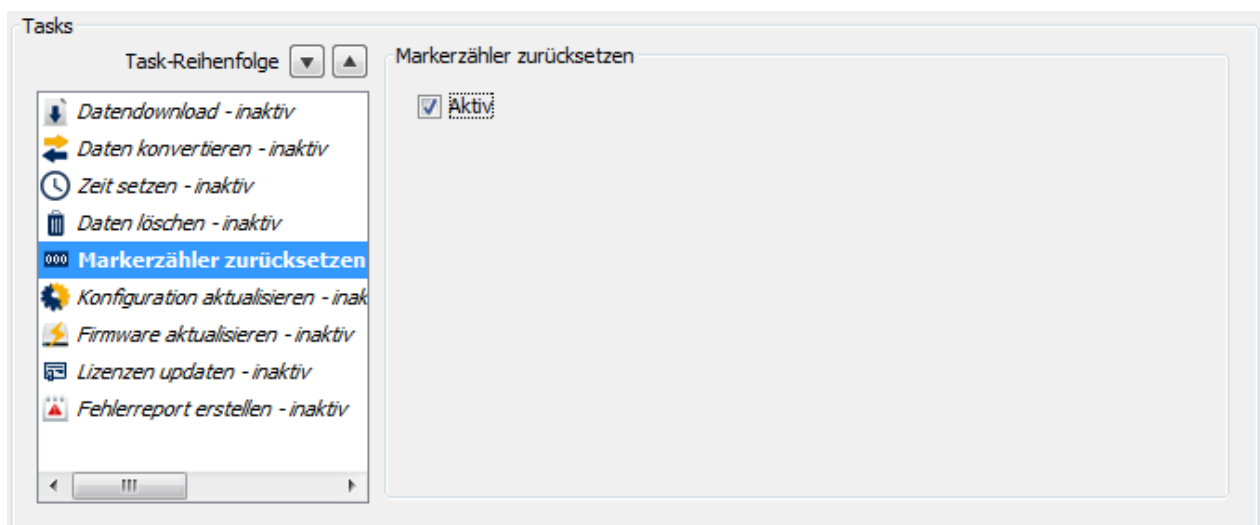 Tasks
Task-Reihenfolge
Datendownload - inaktiv
Daten konvertieren - inaktiv
Zeit setzen - inaktiv
Daten löschen - inaktiv
000 Markerzähler zurücksetzen
Konfiguration aktualisieren - inak
Firmware aktualisieren - inaktiv
Lizenzen updaten - inaktiv
Fehlerreport erstellen - inaktiv
Markerzähler zurücksetzen
Aktiv